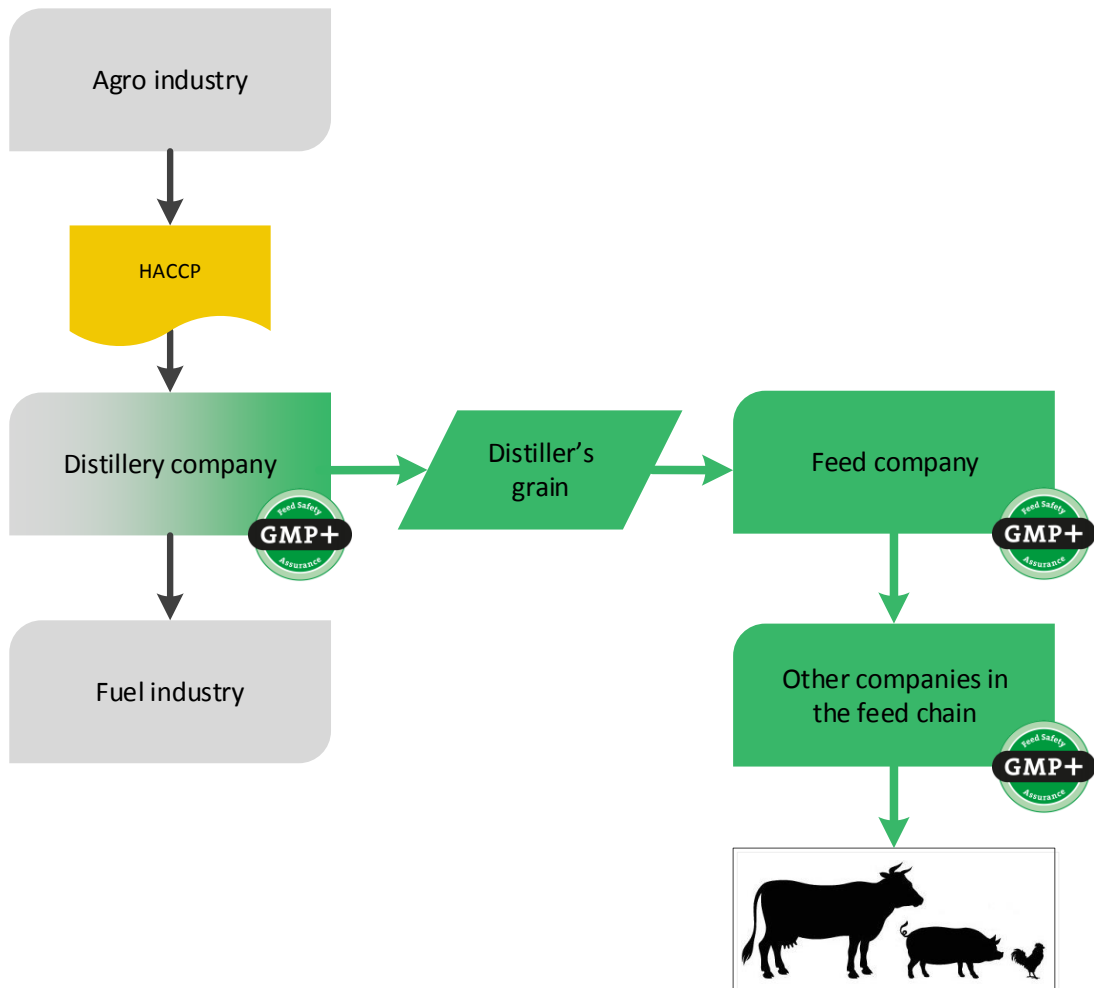 Agro industry
HACCP
Distillery company
Feed Safety
GMP+
Assurance
Distiller’s
grain
Feed company
Feed Safety
GMP+
Assurance
Fuel industry
Other companies in
the feed chain
Feed Safety
GMP+
Assurance